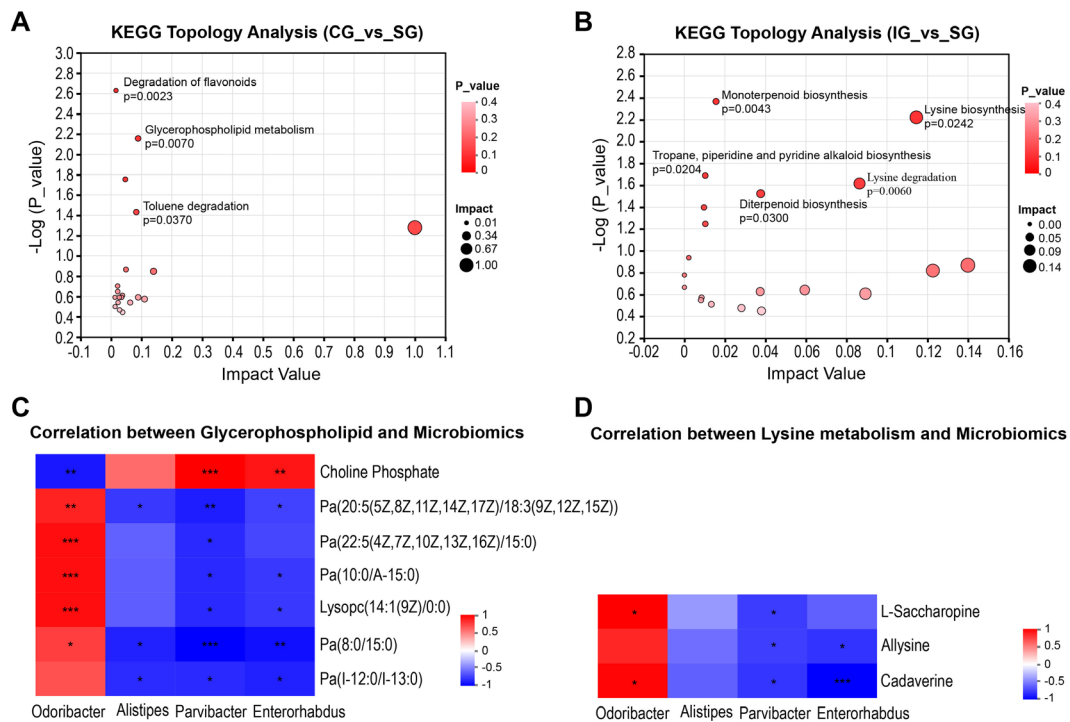 A
KEGG Topology Analysis (CG_vs_SG)
-Log (P_value)
3.0
2.8
2.6
2.4
2.2
2.0
1.8
1.6
1.4
1.2
1.0
0.8
0.6
0.4
0.2
Degradation of flavonoids
p=0.0023
Glycerophospholipid metabolism
p=0.0070
Toluene degradation
p=0.0370
-0.1 0 0.1 0.2 0.3 0.4 0.5 0.6 0.7 0.8 0.9 1.0 1.1
Impact Value
P_value
0.4
0.3
0.2
0.1
0
Impact
0.01
0.34
0.67
1.00
B
KEGG Topology Analysis (IG_vs_SG)
-Log (P_value)
2.8
2.6
2.4
2.2
2.0
1.8
1.6
1.4
1.2
1.0
0.8
0.6
0.4
0.2
Monoterpenoid biosynthesis
p=0.0043
Lysine biosynthesis
p=0.0242
Tropane, piperidine and pyridine alkaloid biosynthesis
p=0.0204
Lysine degradation
p=0.0060
Diterpenoid biosynthesis
p=0.0300
-0.02 0 0.02 0.04 0.06 0.08 0.10 0.12 0.14 0.16
Impact Value
P_value
0.4
0.3
0.2
0.1
0
Impact
0.00
0.05
0.09
0.14
C
Correlation between Glycerophospholipid and Microbiomics
** *** ** Choline Phosphate
** * ** * Pa(20:5(5Z,8Z,11Z,14Z,17Z)/18:3(9Z,12Z,15Z))
*** * Pa(22:5(4Z,7Z,10Z,13Z,16Z)/15:0)
*** * * Pa(10:0/A-15:0)
*** * * Lysopc(14:1(9Z)/0:0)
* * *** ** Pa(8:0/15:0)
* * * Pa(I-12:0/I-13:0)
Odoribacter Alistipes Parvibacter Enterorhabdus
1
0.5
0
-0.5
-1
D
Correlation between Lysine metabolism and Microbiomics
* * L-Saccharopine
* * Allysine
* * *** Cadaverine
Odoribacter Alistipes Parvibacter Enterorhabdus
1
0.5
0
-0.5
-1